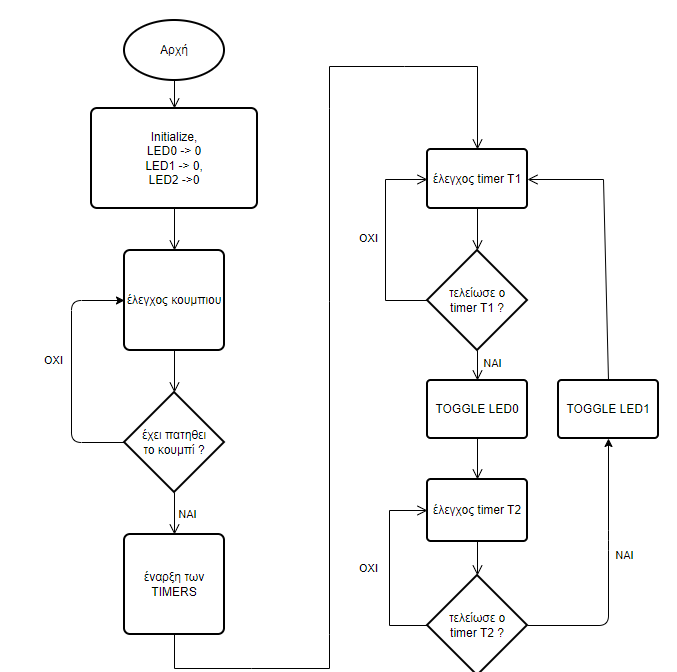 Αρχή
Initialize,
LED0 -> 0
LED1 -> 0,
LED2 ->0
έλεγχος κουμπιου
ΟΧΙ
έχει πατηθει
το κουμπί ?
ΝΑΙ
έναρξη των
TIMERS
έλεγχος timer T1
ΟΧΙ
τελείωσε ο
timer T1 ?
ΝΑΙ
TOGGLE LED0
TOGGLE LED1
έλεγχος timer T2
ΟΧΙ
τελείωσε ο
timer T2 ?
ΝΑΙ